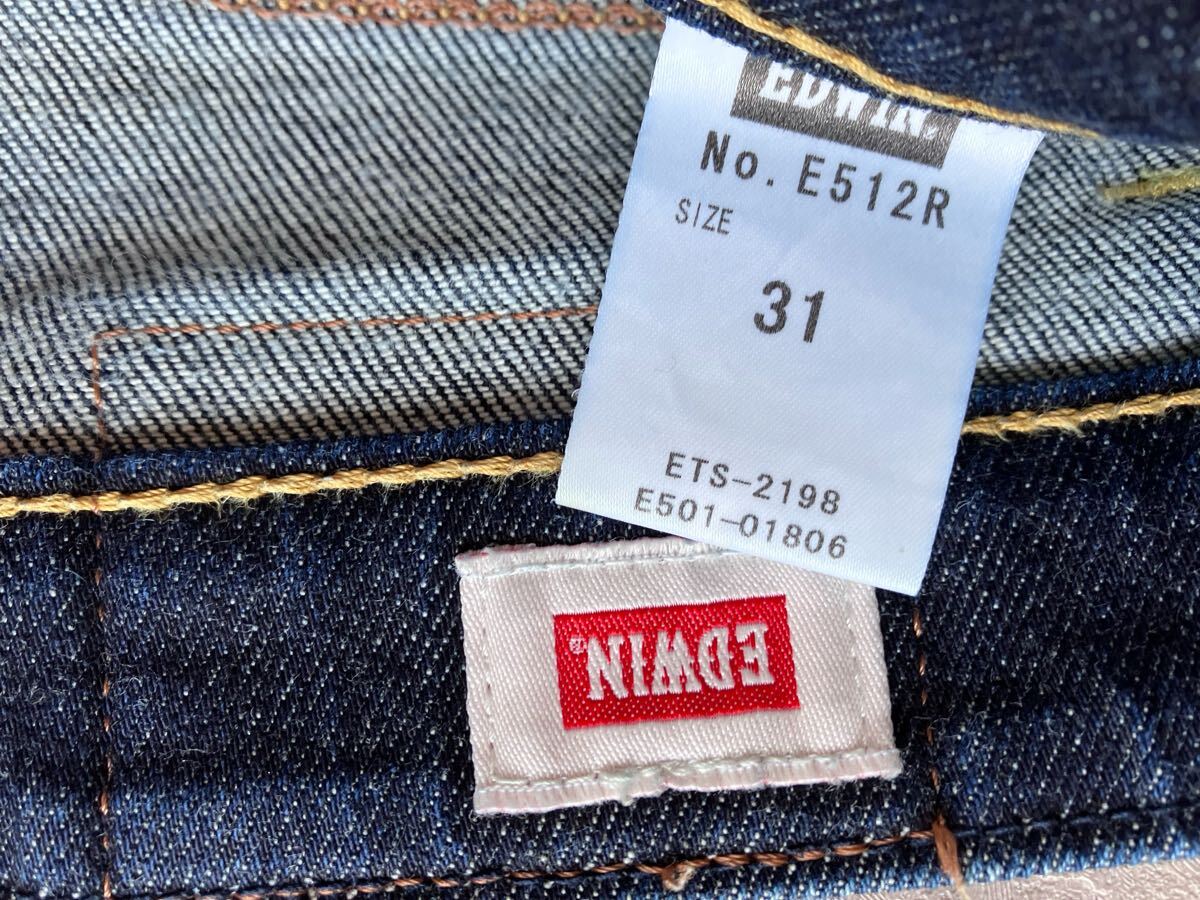 EDWIN.
No. E512R
SIZE
31
ETS-2198
E501-01806
EDWIN®